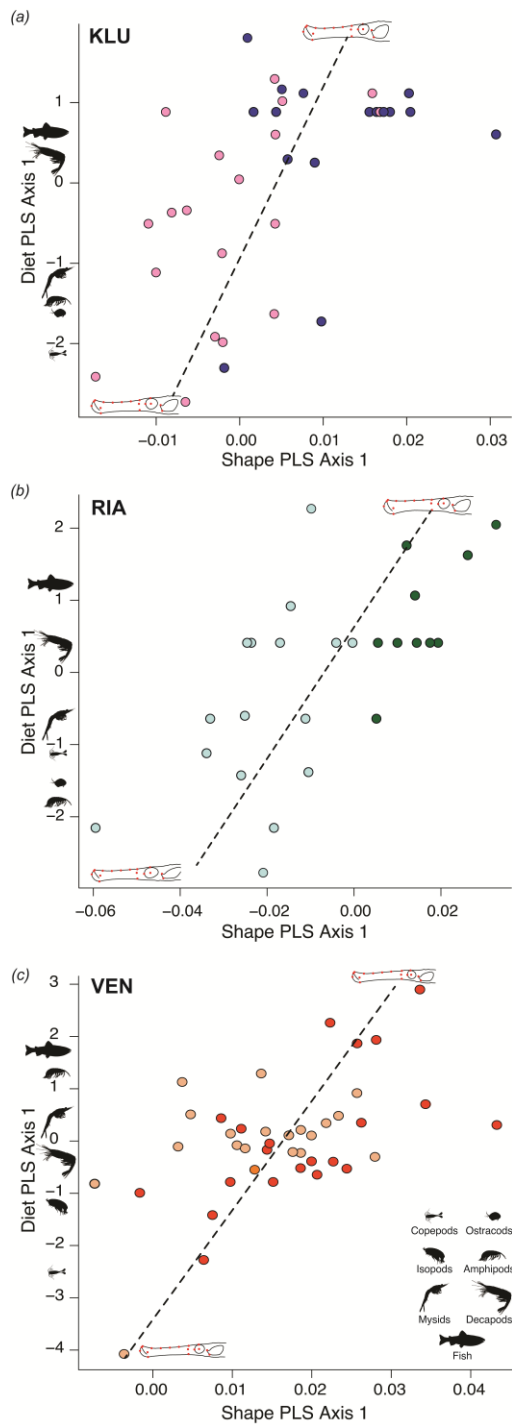 (a)
KLU
1
0
−1
−2
Diet PLS Axis 1
−0.01
0.00
0.01
0.02
0.03
Shape PLS Axis 1
(b)
RIA
2
1
0
−1
−2
Diet PLS Axis 1
−0.06
−0.04
−0.02
0.00
0.02
Shape PLS Axis 1
(c)
VEN
3
2
1
0
−1
−2
−3
−4
Diet PLS Axis 1
Copepods Ostracods
Isopods Amphipods
Mysids Decapods
Fish
0.00
0.01
0.02
0.03
0.04
Shape PLS Axis 1